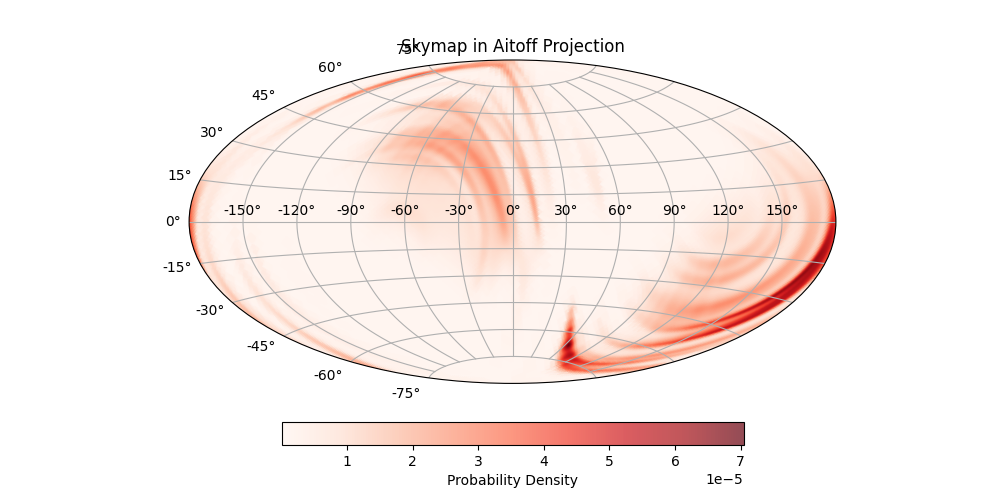 75°
Skymap in Aitoff Projection
60°
45°
30°
15°
-150° -120° -90° -60° -30° 0° 30° 60° 90° 120° 150°
0°
-15°
-30°
-45°
-60°
-75°
1 2 3 4 5 6 7
1e−5
Probability Density